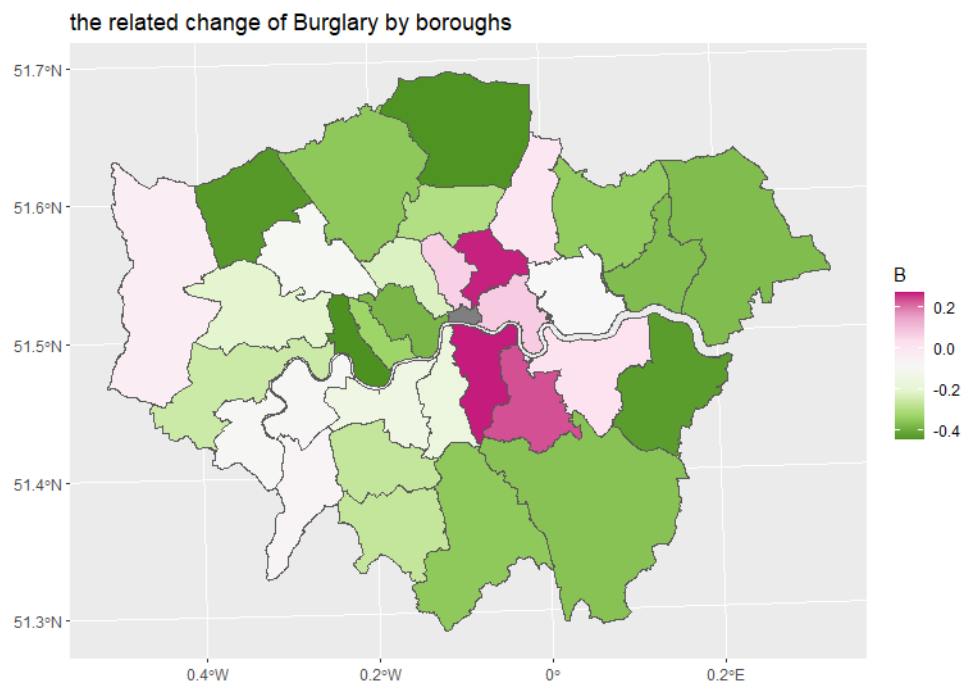 the related change of Burglary by boroughs
51.7°N
51.6°N
51.5°N
51.4°N
51.3°N
0.4°W
0.2°W
0°
0.2°E
B
0.2
0.0
-0.2
-0.4